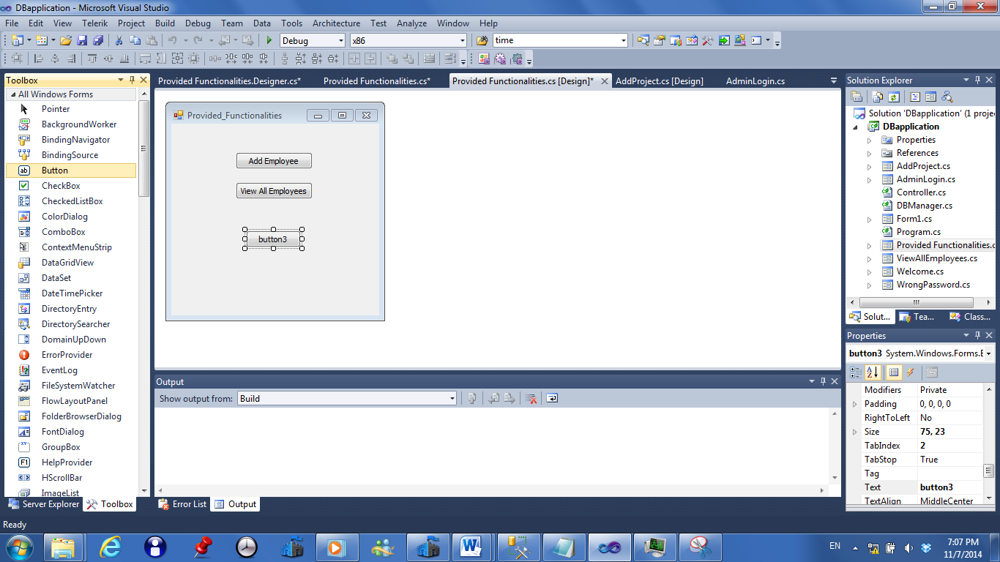 DBapplication - Microsoft Visual Studio
File Edit View Telerik Project Build Debug Team Data Tools Architecture Test Analyze Window Help
Debug x86 time
Toolbox
All Windows Forms
Pointer
BackgroundWorker
BindingNavigator
BindingSource
ab Button
CheckBox
CheckedListBox
ColorDialog
ComboBox
ContextMenuStrip
DataGridView
DataSet
DateTimePicker
DirectoryEntry
DirectorySearcher
DomainUpDown
ErrorProvider
EventLog
FileSystemWatcher
FlowLayoutPanel
FolderBrowserDialog
FontDialog
GroupBox
HelpProvider
HScrollBar
ImageList
Server Explorer Toolbox
Provided Functionalities.Designer.cs* Provided Functionalities.cs* Provided Functionalities.cs [Design]* AddProject.cs [Design] AdminLogin.cs
Provided_Functionalities
Add Employee
View All Employees
button3
Output
Show output from: Build
Error List Output
Solution Explorer
Solution 'DBapplication' (1 projec
DBapplication
Properties
References
AddProject.cs
AdminLogin.cs
Controller.cs
DBManager.cs
Form1.cs
Program.cs
Provided Functionalities.c
ViewAllEmployees.cs
Welcome.cs
WrongPassword.cs
Solut... Tea... Class...
Properties
button3 System.Windows.Forms.B
Modifiers Private
Padding 0, 0, 0, 0
RightToLeft No
Size 75, 23
TabIndex 2
TabStop True
Tag
Text button3
TextAlign MiddleCenter
Ready
EN 7:07 PM
11/7/2014